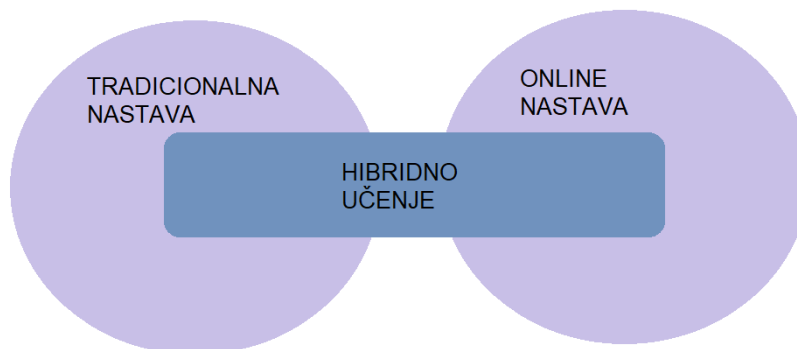 TRADICIONALNA
NASTAVA
ONLINE
NASTAVA
HIBRIDNO
UČENJE